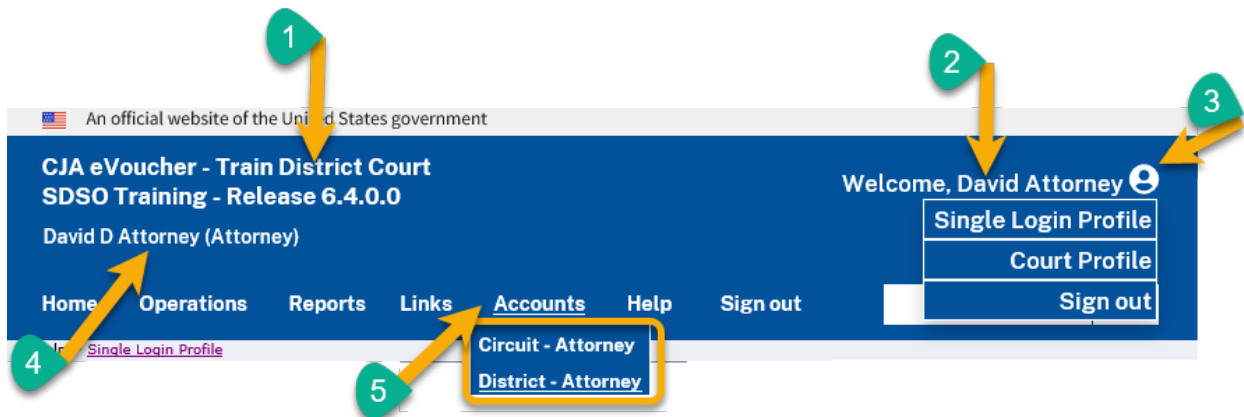 1
2
3
An official website of the United States government
CJA eVoucher - Train District Court
SDSO Training - Release 6.4.0.0
Welcome, David Attorney
David D Attorney (Attorney)
Single Login Profile
Court Profile
Sign out
Home Operations Reports Links Accounts Help Sign out
Single Login Profile
Circuit - Attorney
District - Attorney
4
5